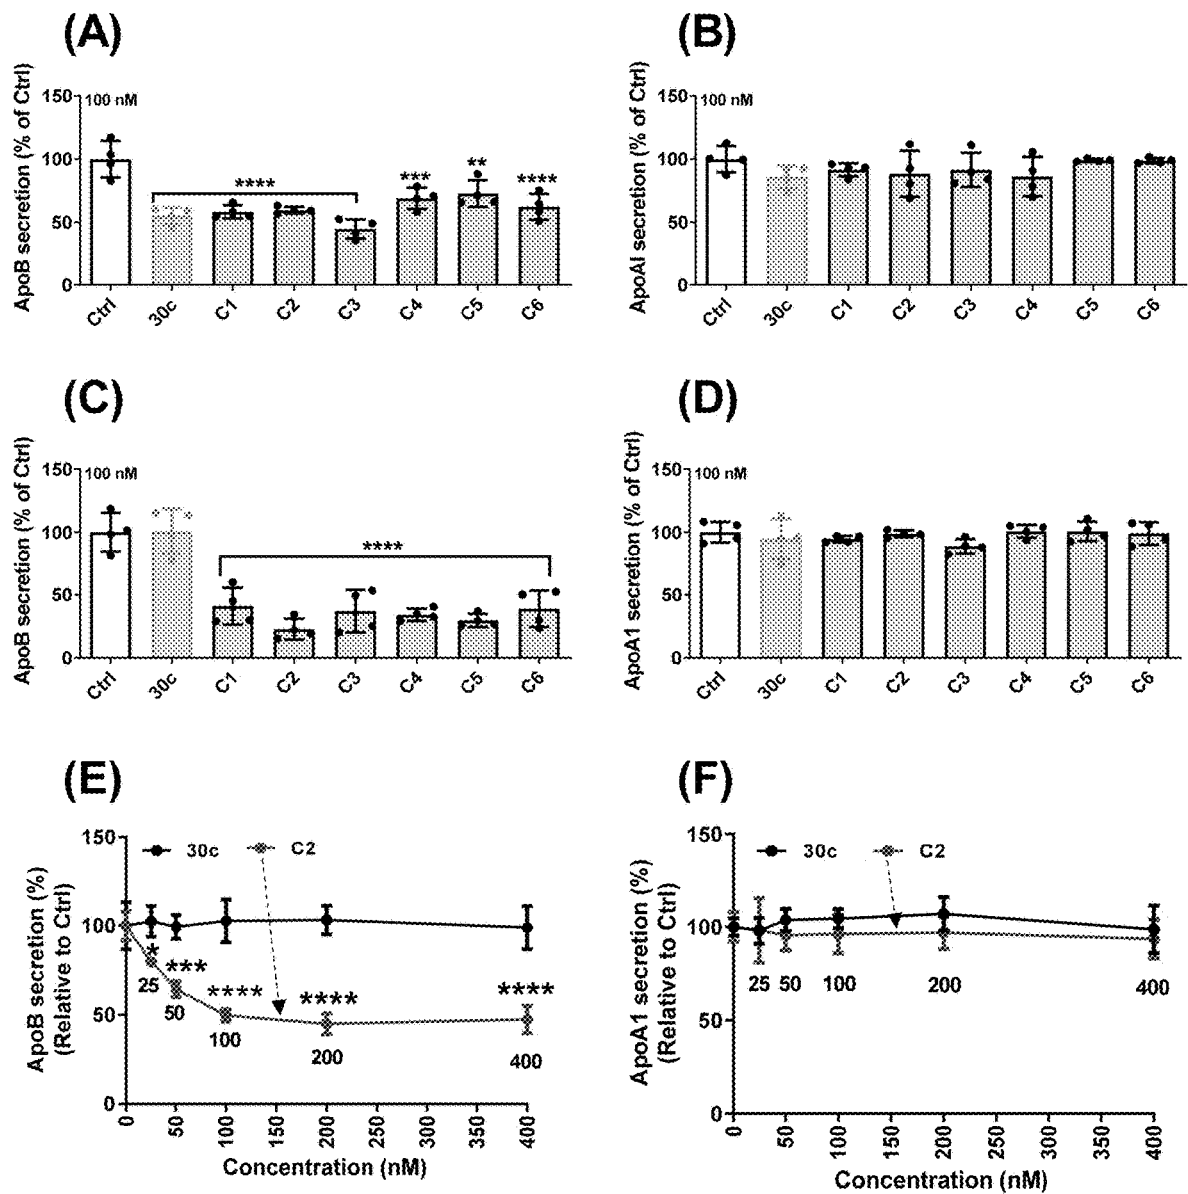 (A)
ApoB secretion (% of Ctrl)
150
100
50
0
100 nM
****
***
**
****
Ctrl
30c
C1
C2
C3
C4
C5
C6
(B)
ApoAI secretion (% of Ctrl)
150
100
50
0
100 nM
Ctrl
30c
C1
C2
C3
C4
C5
C6
(C)
ApoB secretion (% of Ctrl)
150
100
50
0
100 nM
****
Ctrl
30c
C1
C2
C3
C4
C5
C6
(D)
ApoA1 secretion (% of Ctrl)
150
100
50
0
100 nM
Ctrl
30c
C1
C2
C3
C4
C5
C6
(E)
ApoB secretion (%)
(Relative to Ctrl)
150
100
50
0
30c
C2
*
***
****
****
****
25
50
100
200
400
0
50
100
150
200
250
300
350
400
Concentration (nM)
(F)
ApoA1 secretion (%)
(Relative to Ctrl)
150
100
50
0
30c
C2
25
50
100
200
400
0
50
100
150
200
250
300
350
400
Concentration (nM)